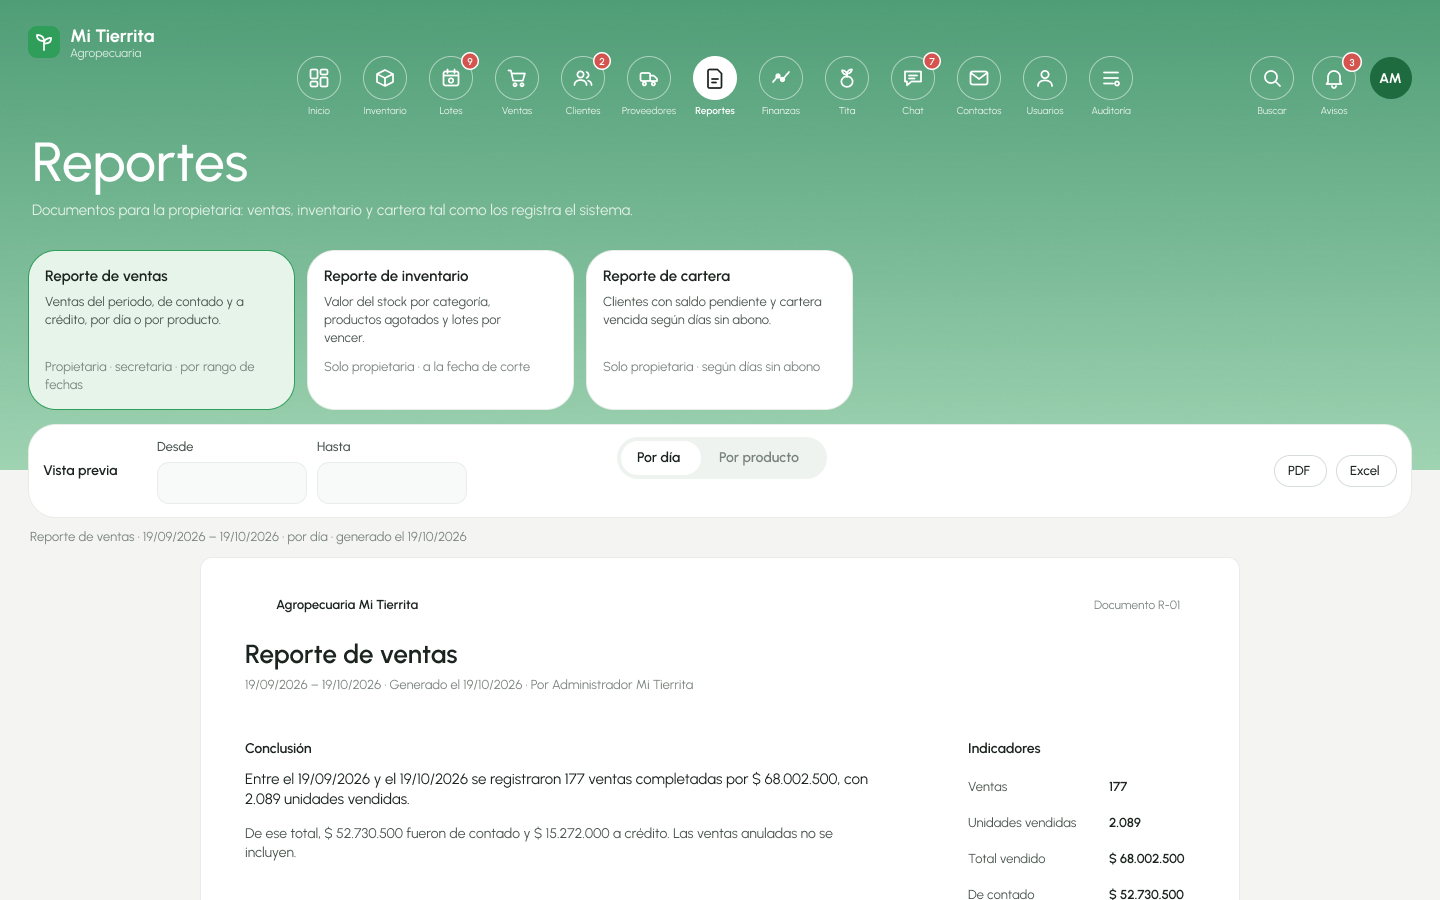 Mi Tierrita
Agropecuaria
9
2
7
3
AM
Inicio
Inventario
Lotes
Ventas
Clientes
Proveedores
Reportes
Finanzas
Tita
Chat
Contactos
Usuarios
Auditoría
Buscar
Avisos
Reportes
Documentos para la propietaria: ventas, inventario y cartera tal como los registra el sistema.
Reporte de ventas
Ventas del periodo, de contado y a
crédito, por día o por producto.
Propietaria · secretaria · por rango de
fechas
Reporte de inventario
Valor del stock por categoría,
productos agotados y lotes por
vencer.
Solo propietaria · a la fecha de corte
Reporte de cartera
Clientes con saldo pendiente y cartera
vencida según días sin abono.
Solo propietaria · según días sin abono
Vista previa
Desde
Hasta
Por día
Por producto
PDF
Excel
Reporte de ventas · 19/09/2026 – 19/10/2026 · por día · generado el 19/10/2026
Agropecuaria Mi Tierrita
Documento R-01
Reporte de ventas
19/09/2026 – 19/10/2026 · Generado el 19/10/2026 · Por Administrador Mi Tierrita
Conclusión
Entre el 19/09/2026 y el 19/10/2026 se registraron 177 ventas completadas por $ 68.002.500, con
2.089 unidades vendidas.
De ese total, $ 52.730.500 fueron de contado y $ 15.272.000 a crédito. Las ventas anuladas no se
incluyen.
Indicadores
Ventas 177
Unidades vendidas 2.089
Total vendido $ 68.002.500
De contado $ 52.730.500